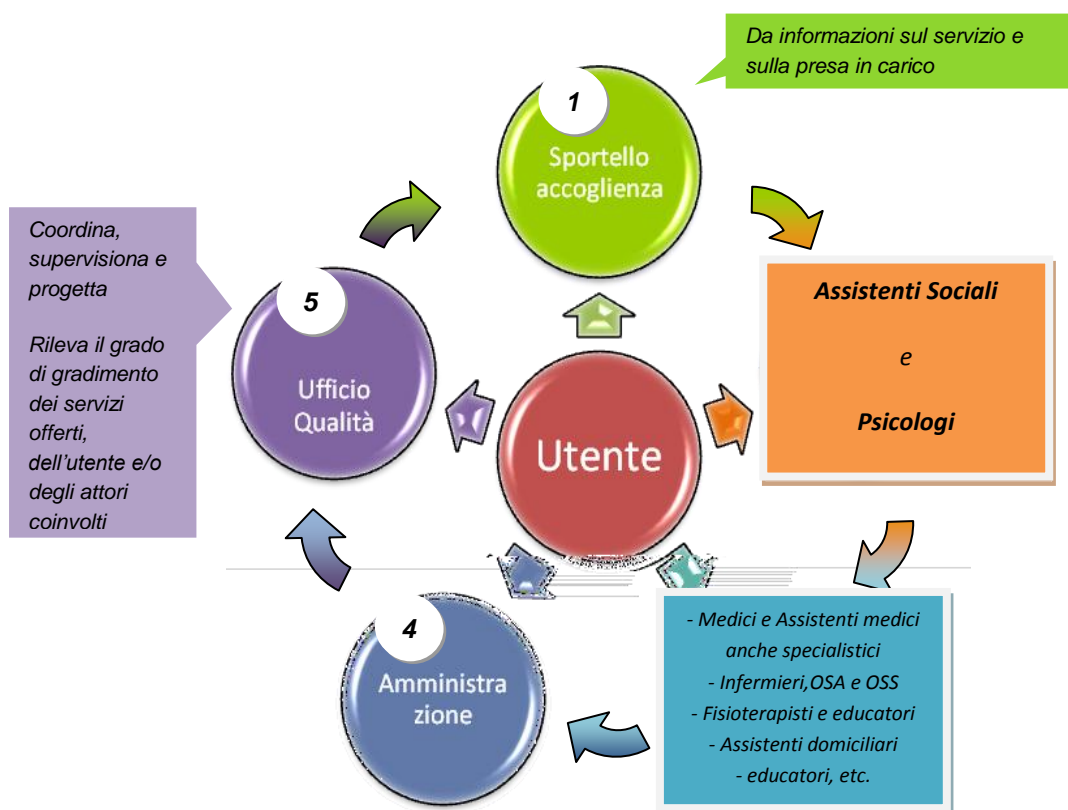 Da informazioni sul servizio e
sulla presa in carico
1
Sportello
accoglienza
Coordina,
supervisiona e
progetta
Rileva il grado
di gradimento
dei servizi
offerti,
dell'utente e/o
degli attori
coinvolti
5
Ufficio
Qualità
Assistenti Sociali
e
Psicologi
Utente
4
Amministra
zione
- Medici e Assistenti medici
anche specialistici
- Infermieri,OSA e OSS
- Fisioterapisti e educatori
- Assistenti domiciliari
- educatori, etc.